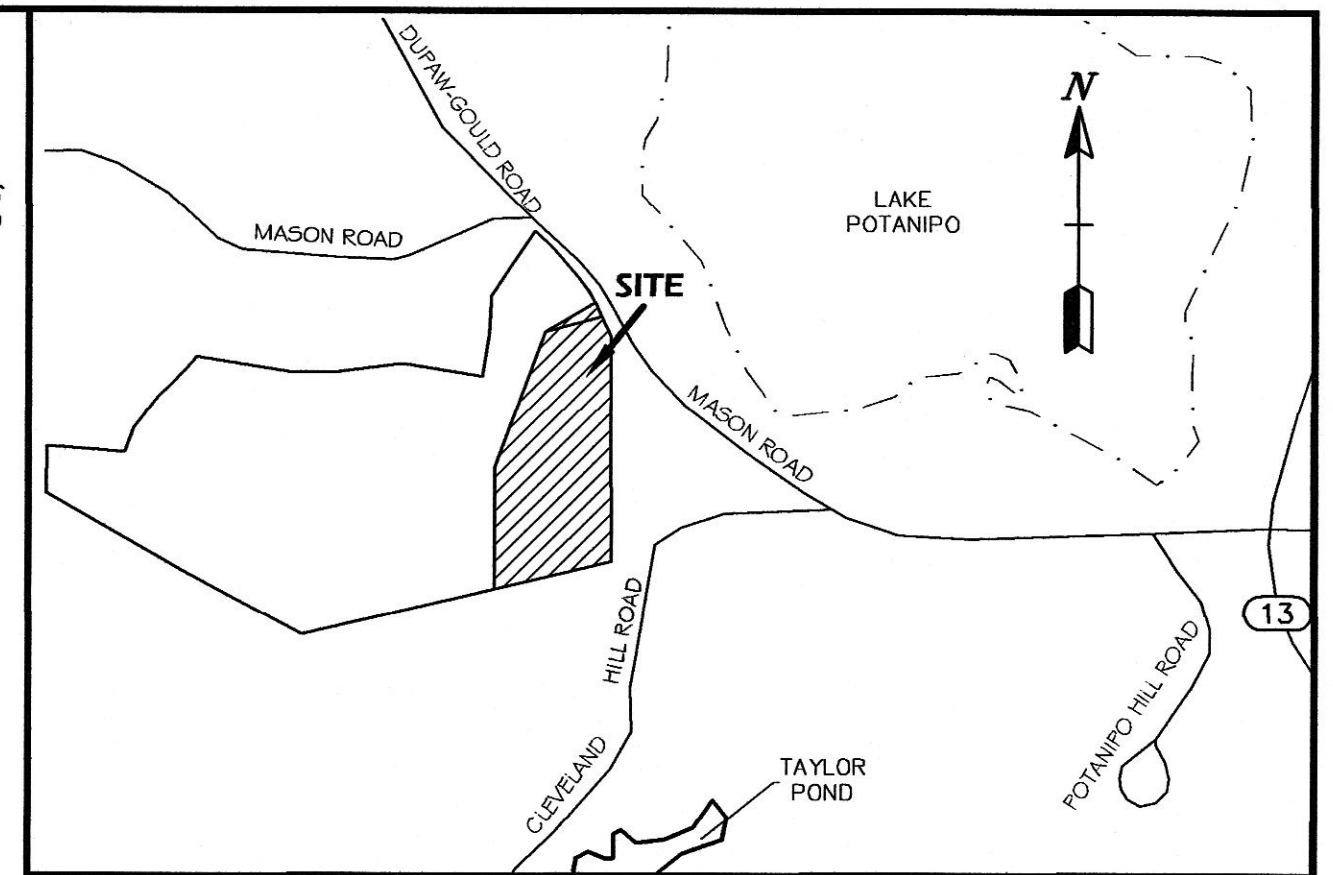 DUPAW-GOULD ROAD
N
LAKE
POTANIPO
MASON ROAD
SITE
MASON ROAD
13
HILL ROAD
CLEVELAND
POTANIPO HILL ROAD
TAYLOR
POND